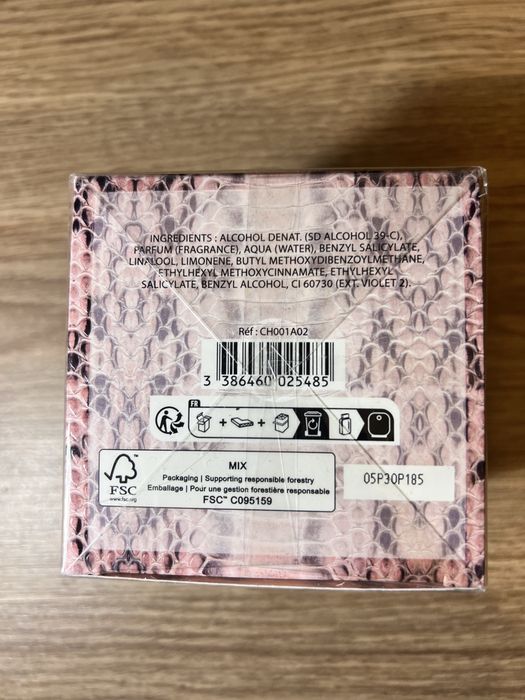 INGREDIENTS : ALCOHOL DENAT. (SD ALCOHOL 39-C),
PARFUM (FRAGRANCE), AQUA (WATER), BENZYL SALICYLATE,
LINALOOL, LIMONENE, BUTYL METHOXYDIBENZOYLMETHANE,
ETHYLHEXYL METHOXYCINNAMATE, ETHYLHEXYL
SALICYLATE, BENZYL ALCOHOL, CI 60730 (EXT. VIOLET 2).
Réf : CH001A02
3 386460 025485
FR
+ + 
FSC
www.fsc.org
MIX
Packaging | Supporting responsible forestry
Emballage | Pour une gestion forestière responsable
FSC™ C095159
05P30P185